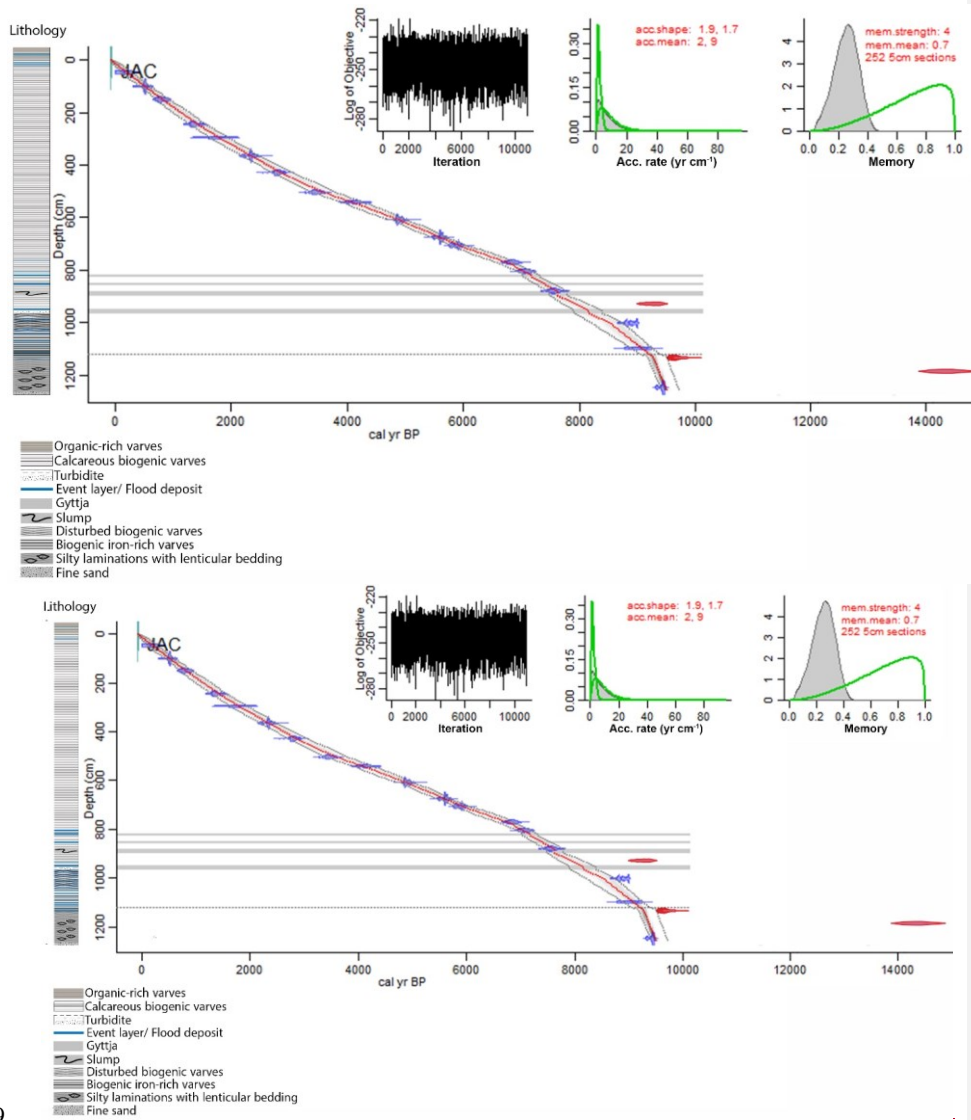 Lithology
-220
-250
-280
Log of Objective
0 2000 6000 10000
Iteration
0.00 0.15 0.30
acc.shape: 1.9, 1.7
acc.mean: 2, 9
0 20 40 60 80
Acc. rate (yr cm⁻¹)
0 1 2 3 4
mem.strength: 4
mem.mean: 0.7
252 5cm sections
0.0 0.2 0.4 0.6 0.8 1.0
Memory
JAC
Depth (cm)
0 200 400 600 800 1000 1200
0 2000 4000 6000 8000 10000 12000 14000
cal yr BP
Organic-rich varves
Calcareous biogenic varves
Turbidite
Event layer/ Flood deposit
Gyttja
Slump
Disturbed biogenic varves
Biogenic iron-rich varves
Silty laminations with lenticular bedding
Fine sand
Lithology
-220
-250
-280
Log of Objective
0 2000 6000 10000
Iteration
0.00 0.15 0.30
acc.shape: 1.9, 1.7
acc.mean: 2, 9
0 20 40 60 80
Acc. rate (yr cm⁻¹)
0 1 2 3 4
mem.strength: 4
mem.mean: 0.7
252 5cm sections
0.0 0.2 0.4 0.6 0.8 1.0
Memory
JAC
Depth (cm)
0 200 400 600 800 1000 1200
0 2000 4000 6000 8000 10000 12000 14000
cal yr BP
Organic-rich varves
Calcareous biogenic varves
Turbidite
Event layer/ Flood deposit
Gyttja
Slump
Disturbed biogenic varves
Biogenic iron-rich varves
Silty laminations with lenticular bedding
Fine sand